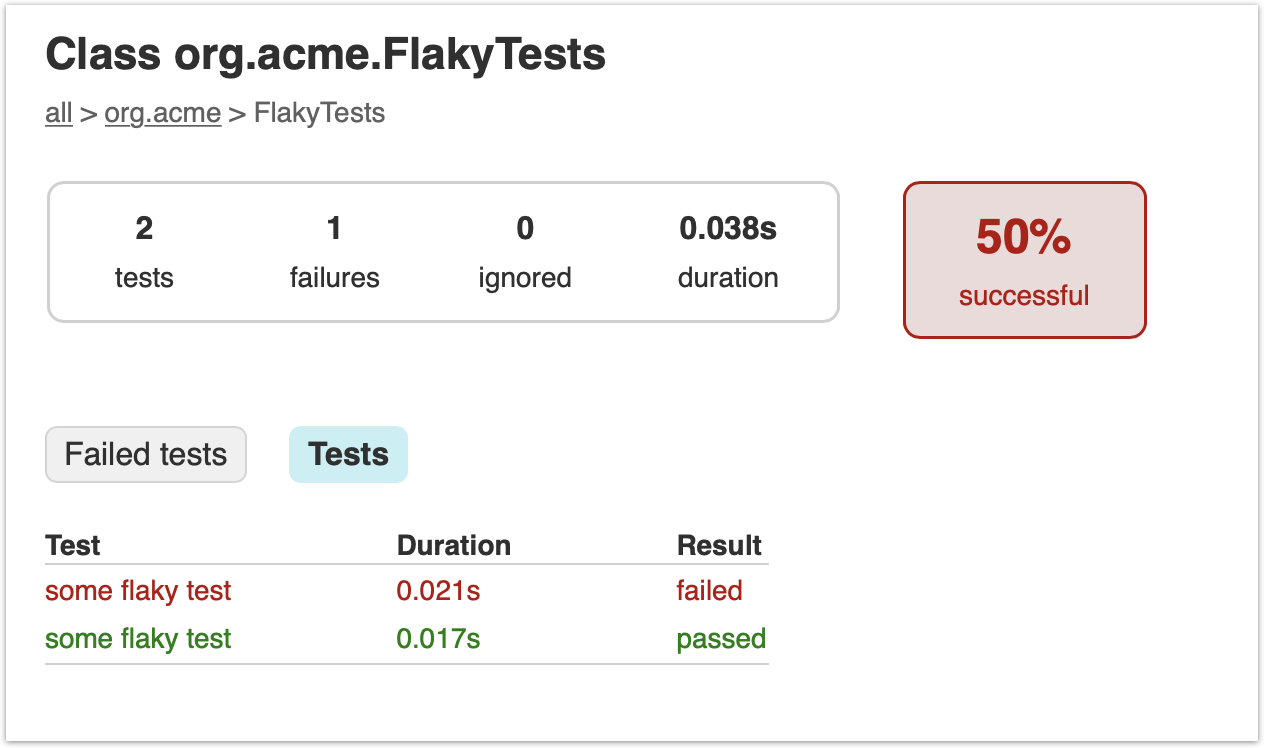 Class org.acme.FlakyTests
all > org.acme > FlakyTests
2 1 0 0.038s
tests failures ignored duration
50%
successful
Failed tests Tests
Test Duration Result
some flaky test 0.021s failed
some flaky test 0.017s passed